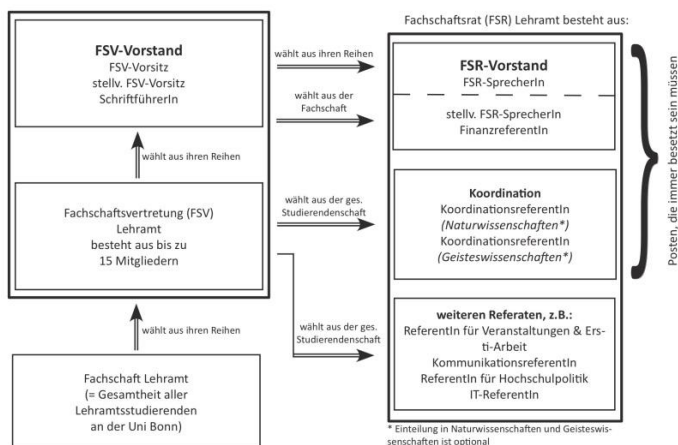 Fachschaftsrat (FSR) Lehramt besteht aus:
FSV-Vorstand
FSV-Vorsitz
stellv. FSV-Vorsitz
SchriftführerIn
wählt aus ihren Reihen
wählt aus der
Fachschaft
FSR-Vorstand
FSR-SprecherIn
stellv. FSR-SprecherIn
FinanzreferentIn
wählt aus ihren Reihen
Fachschaftsvertretung (FSV)
Lehramt
besteht aus bis zu
15 Mitgliedern
wählt aus der ges.
Studierendenschaft
Koordination
KoordinationsreferentIn
(Naturwissenschaften*)
KoordinationsreferentIn
(Geisteswissenschaften*)
Posten, die immer besetzt sein müssen
wählt aus ihren Reihen
wählt aus der ges.
Studierendenschaft
weiteren Referaten, z.B.:
ReferentIn für Veranstaltungen & Ers-
ti-Arbeit
KommunikationsreferentIn
ReferentIn für Hochschulpolitik
IT-ReferentIn
Fachschaft Lehramt
(= Gesamtheit aller
Lehramtsstudierenden
an der Uni Bonn)
* Einteilung in Naturwissenschaften und Geisteswis-
senschaften ist optional